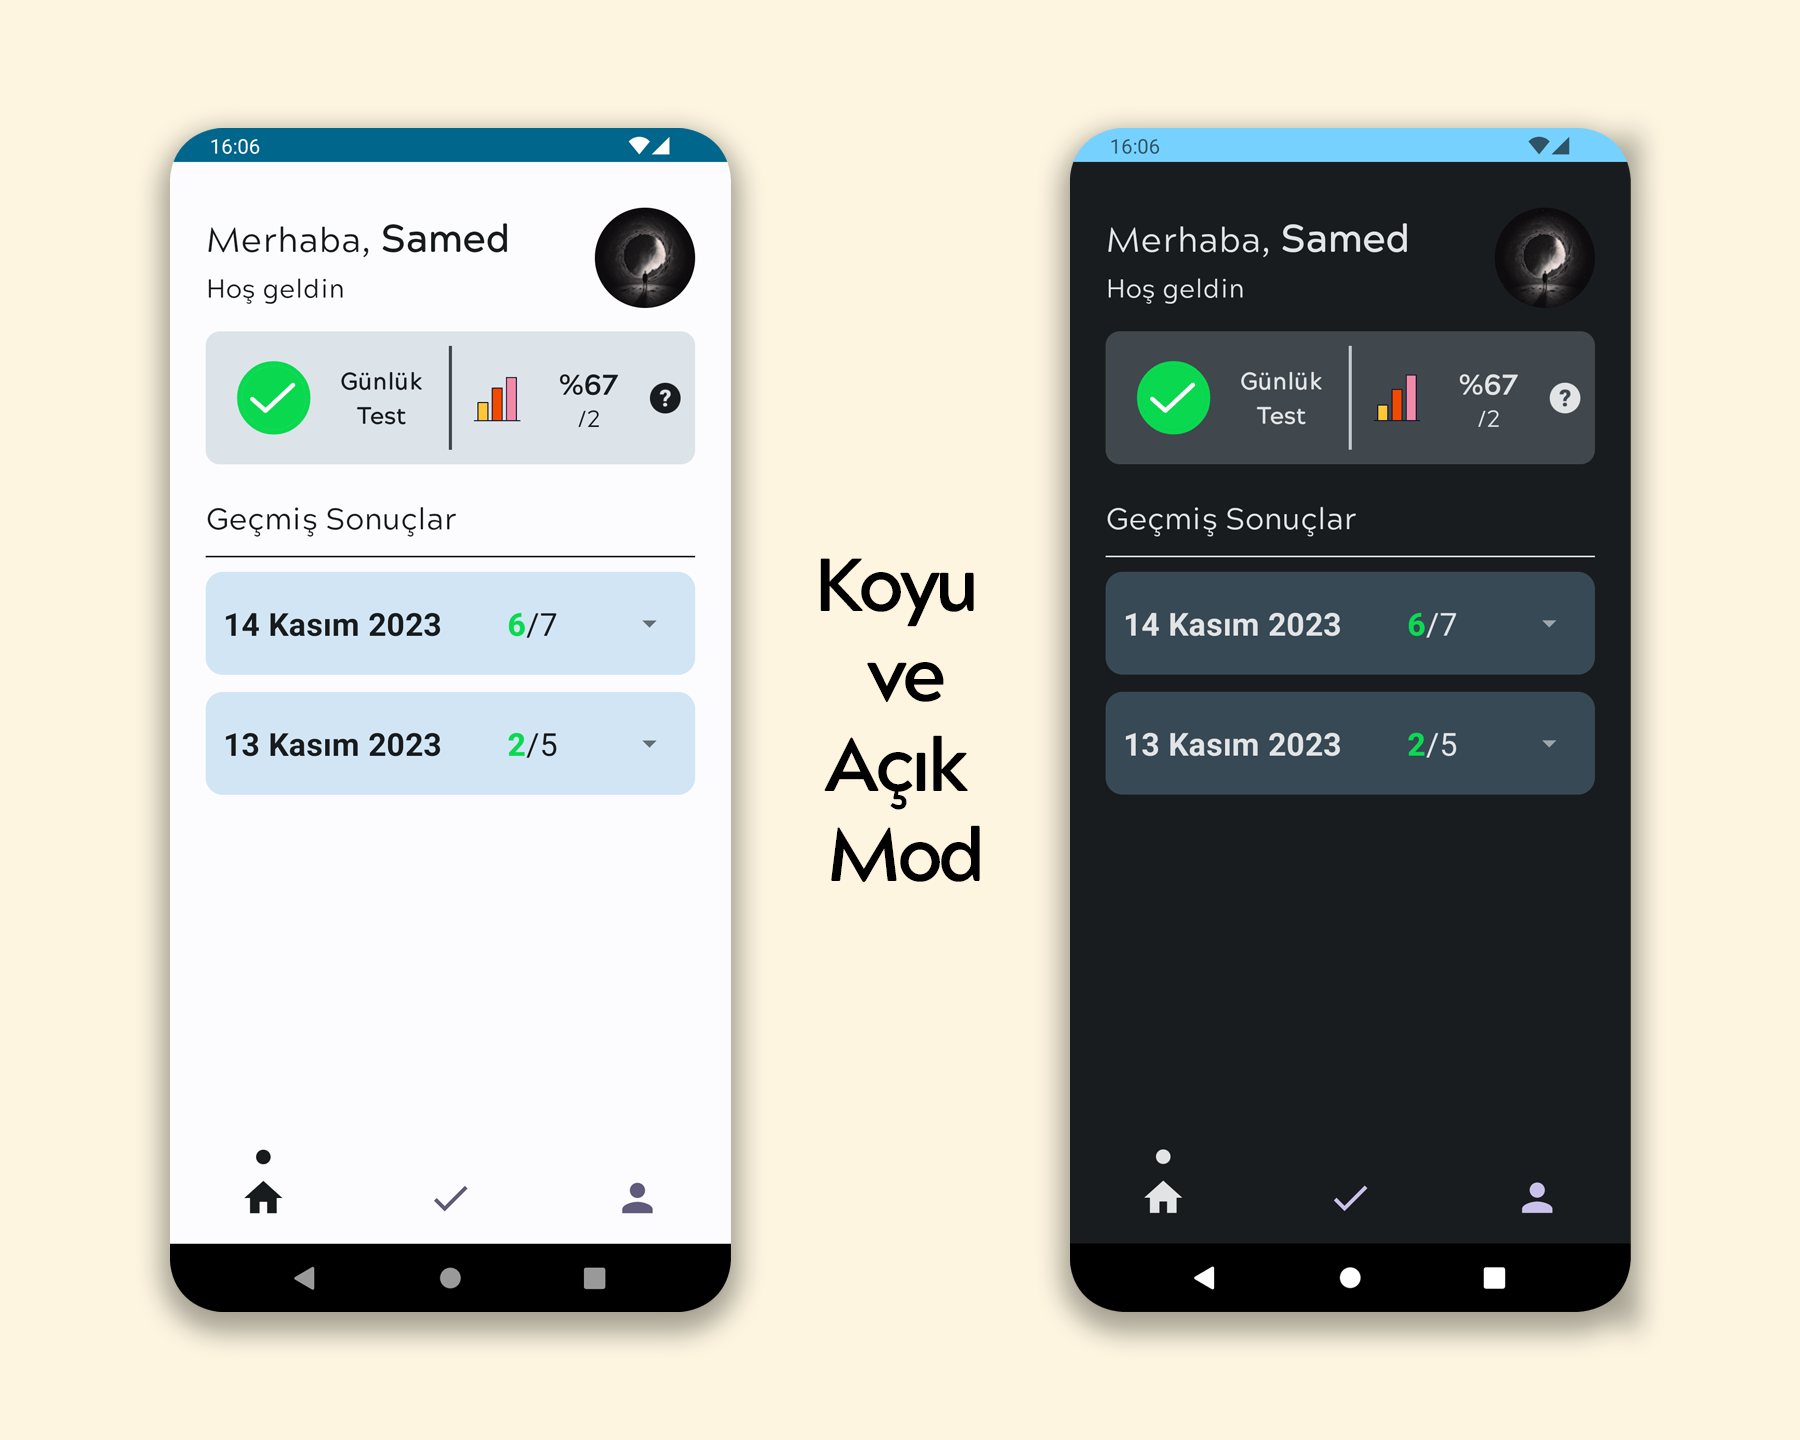 16:06
Merhaba, Samed
Hoş geldin
Günlük
Test
%67
/2
?
Geçmiş Sonuçlar
14 Kasım 2023 6/7
13 Kasım 2023 2/5
Koyu
ve
Açık
Mod
16:06
Merhaba, Samed
Hoş geldin
Günlük
Test
%67
/2
?
Geçmiş Sonuçlar
14 Kasım 2023 6/7
13 Kasım 2023 2/5